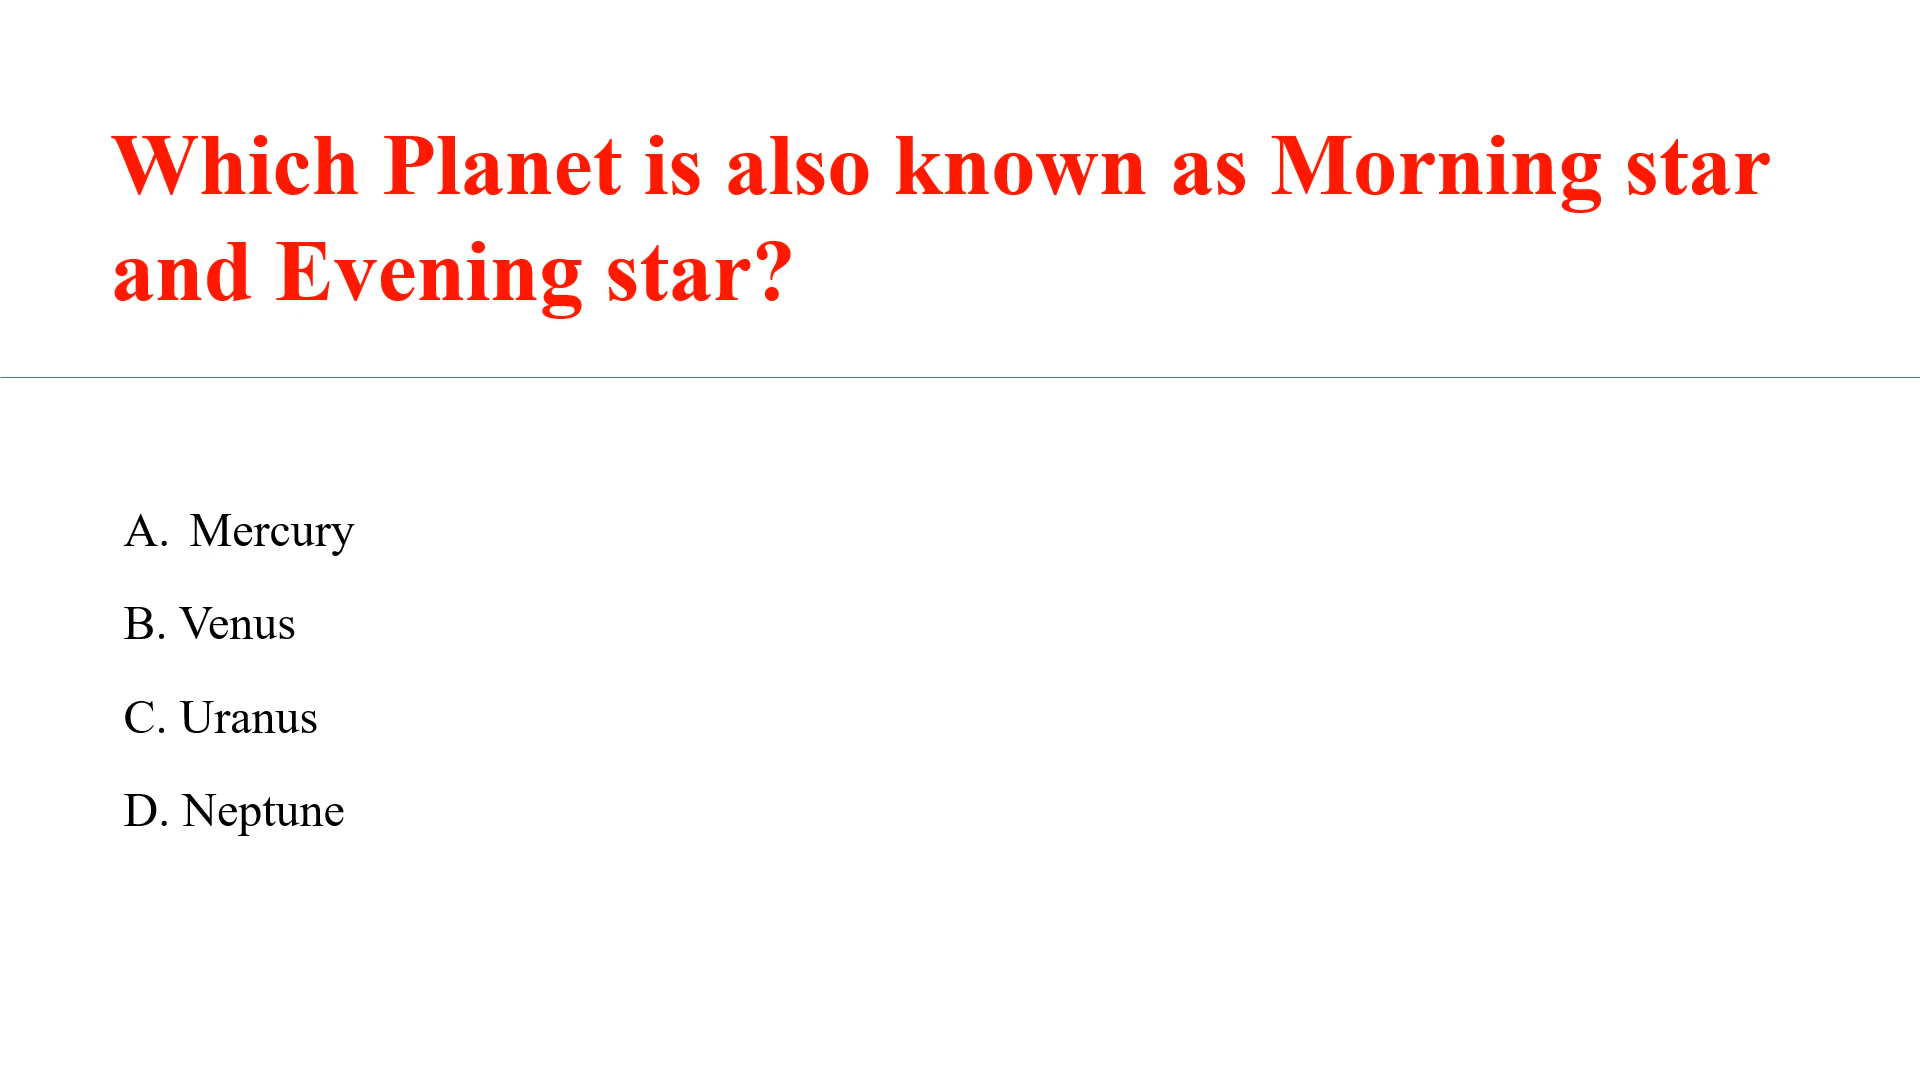 Which Planet is also known as Morning star
and Evening star?
A. Mercury
B. Venus
C. Uranus
D. Neptune